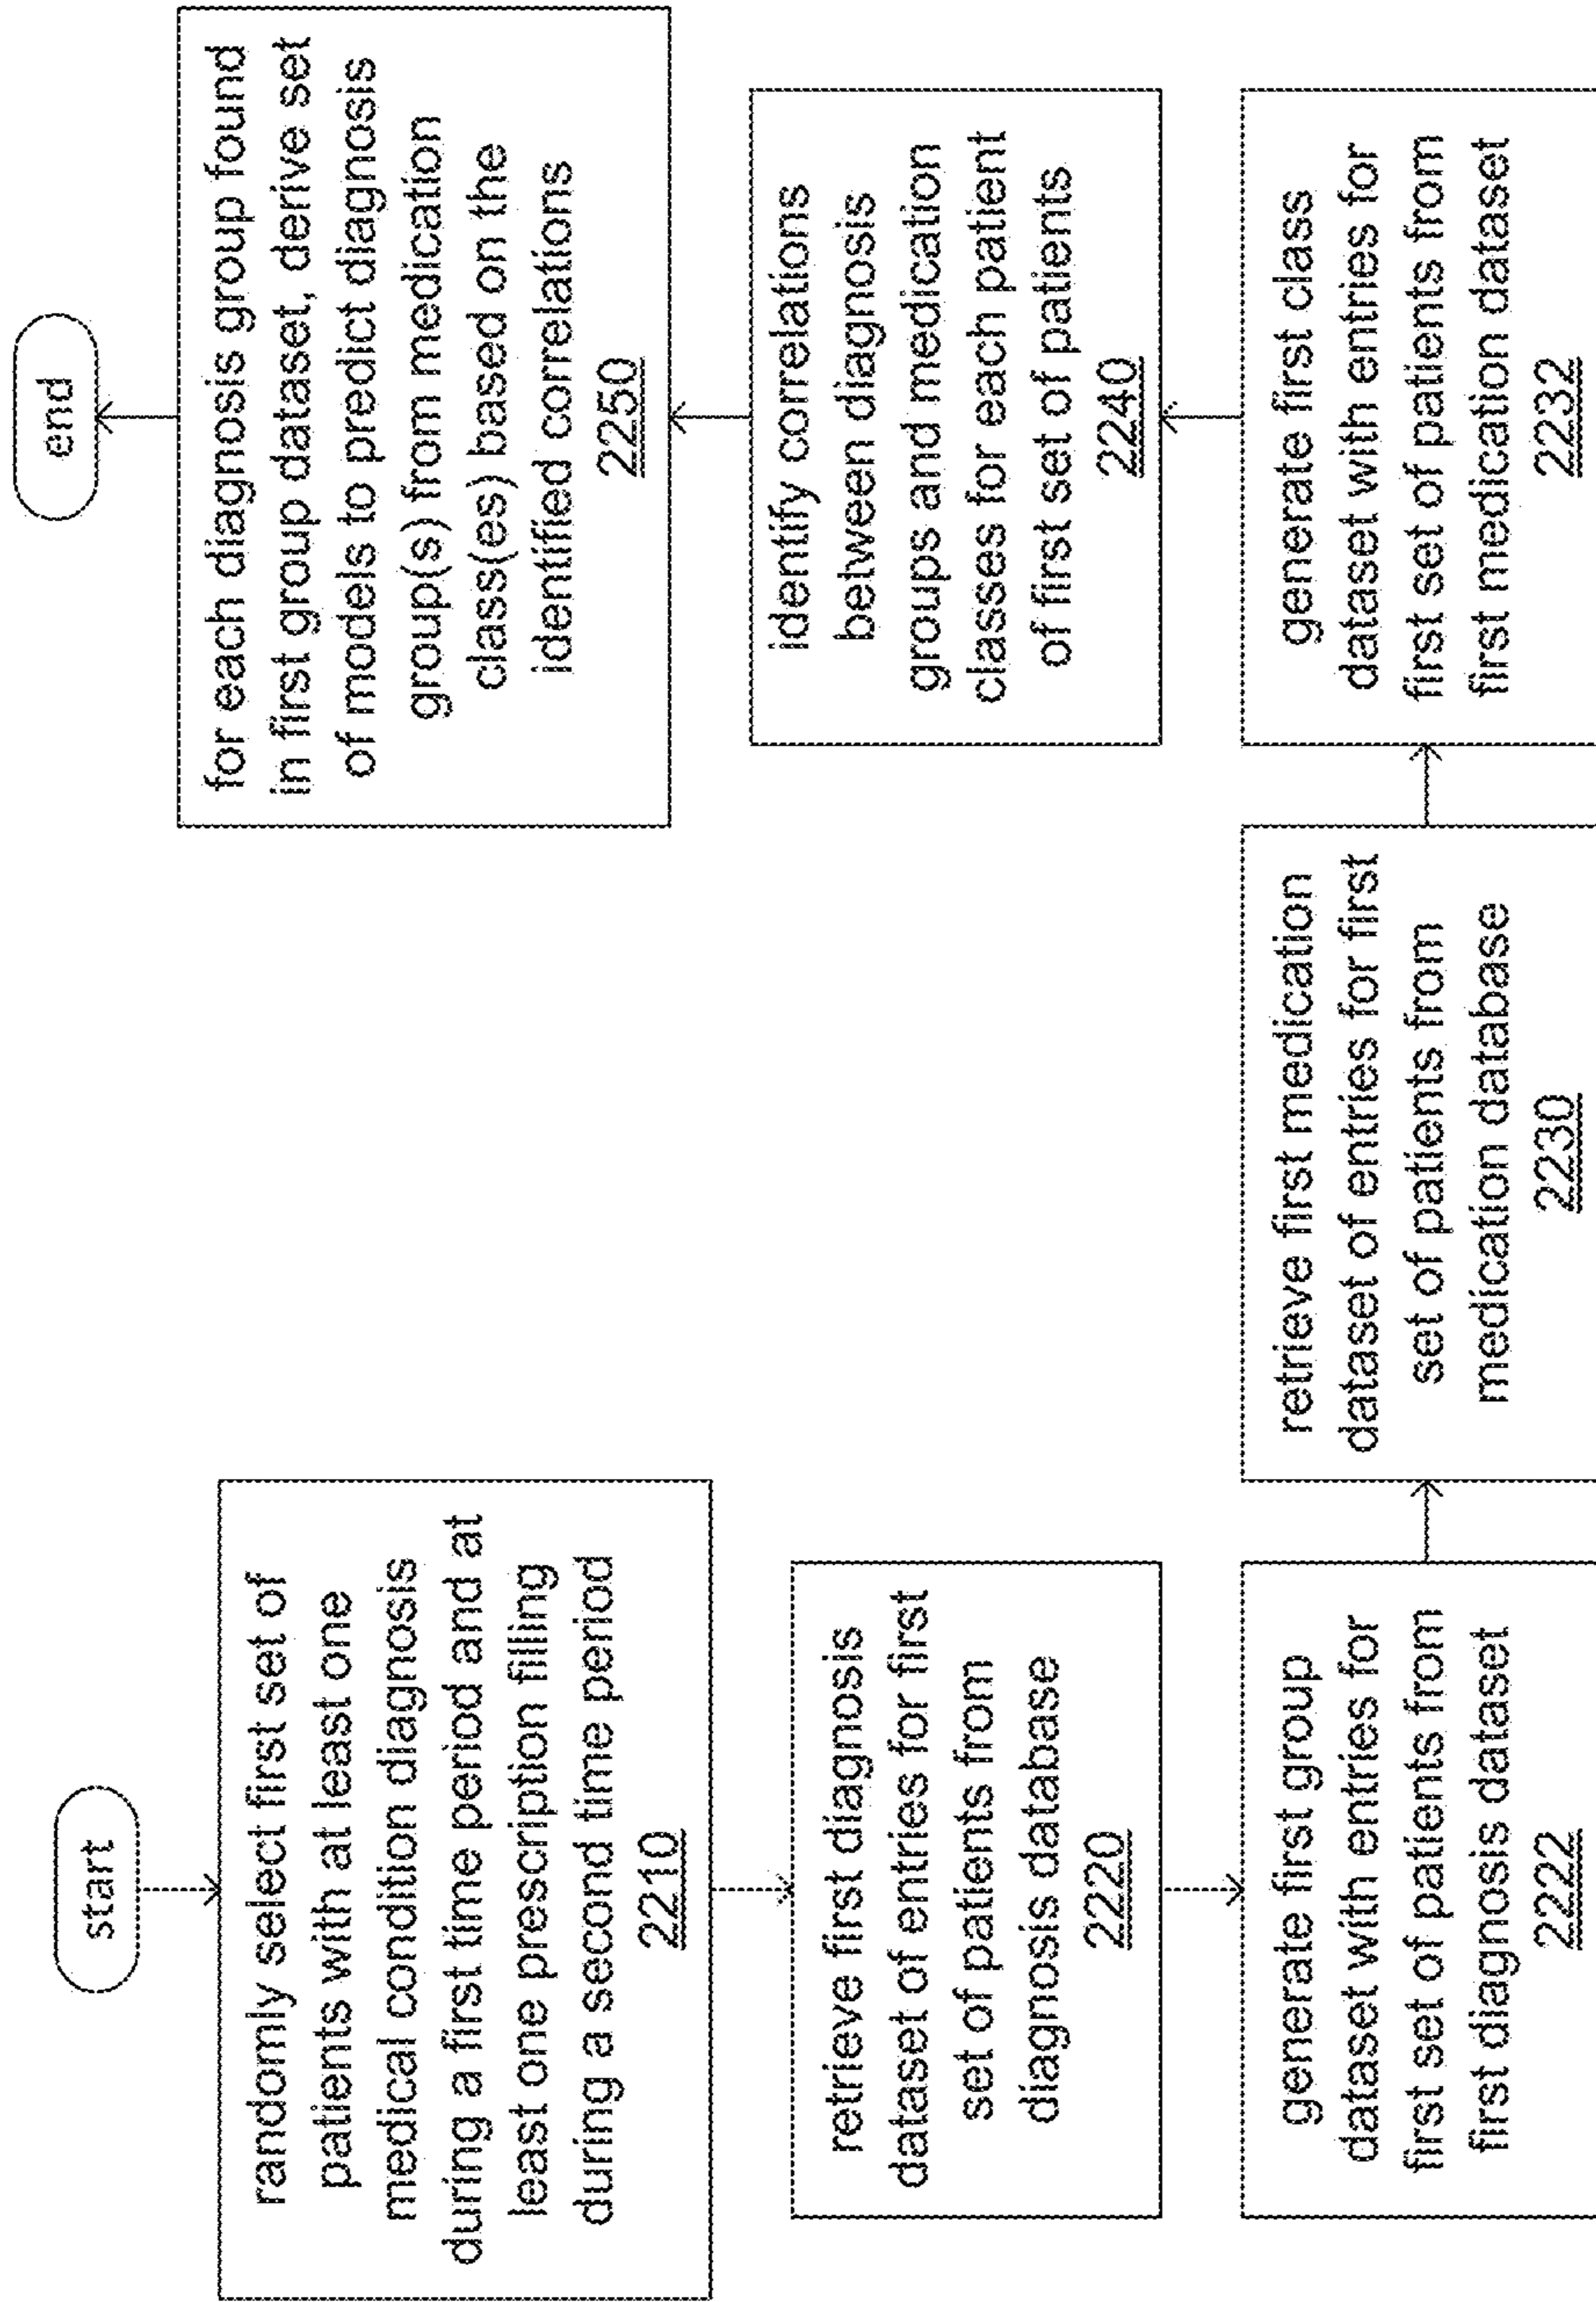 start
randomly select first set of
patients with at least one
medical condition diagnosis
during a first time period and at
least one prescription filling
during a second time period
2210
retrieve first diagnosis
dataset of entries for first
set of patients from
diagnosis database
2220
generate first group
dataset with entries for
first set of patients from
first diagnosis dataset
2222
retrieve first medication
dataset of entries for first
set of patients from
medication database
2230
generate first class
dataset with entries for
first set of patients from
first medication dataset
2232
identify correlations
between diagnosis
groups and medication
classes for each patient
of first set of patients
2240
for each diagnosis group found
in first group dataset, derive set
of models to predict diagnosis
group(s) from medication
class(es) based on the
identified correlations
2250
end